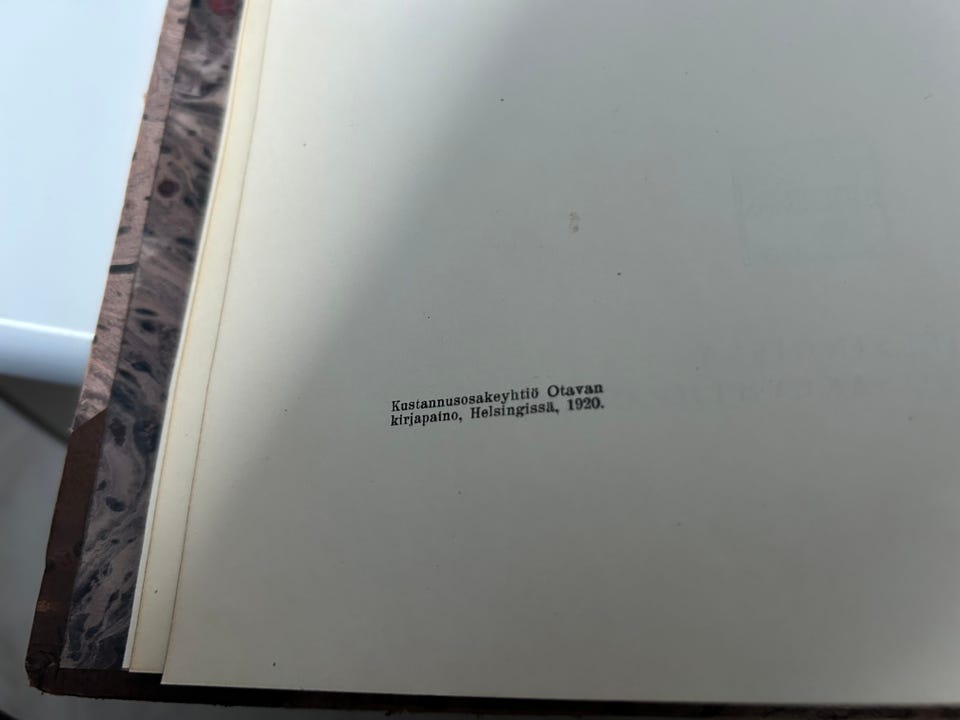 Kustannusosakeyhtiö Otavan
kirjapaino, Helsingissä, 1920.